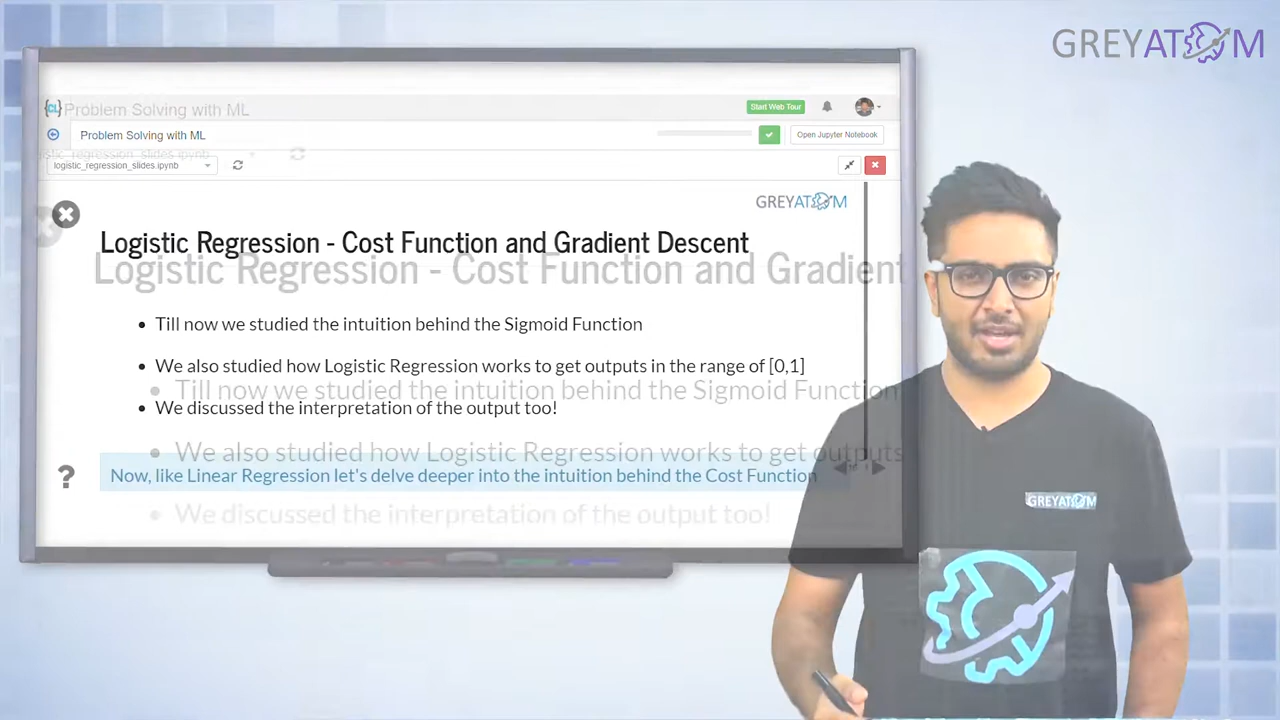 GREYATOM
{CL}
Problem Solving with ML
Start Web Tour
Problem Solving with ML
Open Jupyter Notebook
logistic_regression_slides.ipynb
logistic_regression_slides.ipynb
GREYATOM
Logistic Regression - Cost Function and Gradient Descent
Logistic Regression - Cost Function and Gradient
• Till now we studied the intuition behind the Sigmoid Function
• We also studied how Logistic Regression works to get outputs in the range of [0,1]
• Till now we studied the intuition behind the Sigmoid Function
• We discussed the interpretation of the output too!
• We also studied how Logistic Regression works to get outputs
? Now, like Linear Regression let's delve deeper into the intuition behind the Cost Function
• We discussed the interpretation of the output too!
GREYATOM